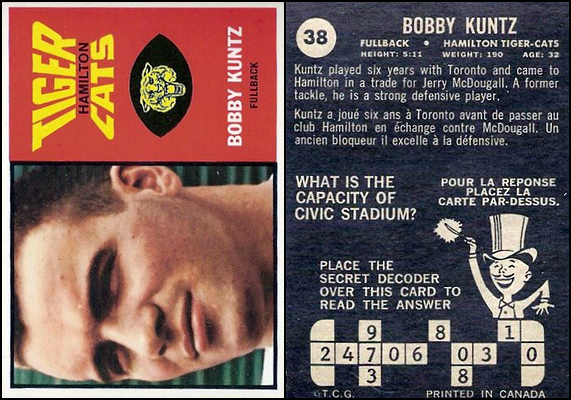 TIGER
HAMILTON
CATS
BOBBY KUNTZ
FULLBACK
38
BOBBY KUNTZ
FULLBACK • HAMILTON TIGER-CATS
HEIGHT: 5:11 WEIGHT: 190 AGE: 32
Kuntz played six years with Toronto and came to
Hamilton in a trade for Jerry McDougall. A former
tackle, he is a strong defensive player.
Kuntz a joué six ans à Toronto avant de passer au
club Hamilton en échange contre McDougall. Un
ancien bloqueur il excelle à la défensive.
WHAT IS THE
CAPACITY OF
CIVIC STADIUM?
POUR LA REPONSE
PLACEZ LA
CARTE PAR-DESSUS.
PLACE THE
SECRET DECODER
OVER THIS CARD TO
READ THE ANSWER
9 8 1
2 4 7 0 6 0 3 0
3 8
©T.C.G. PRINTED IN CANADA